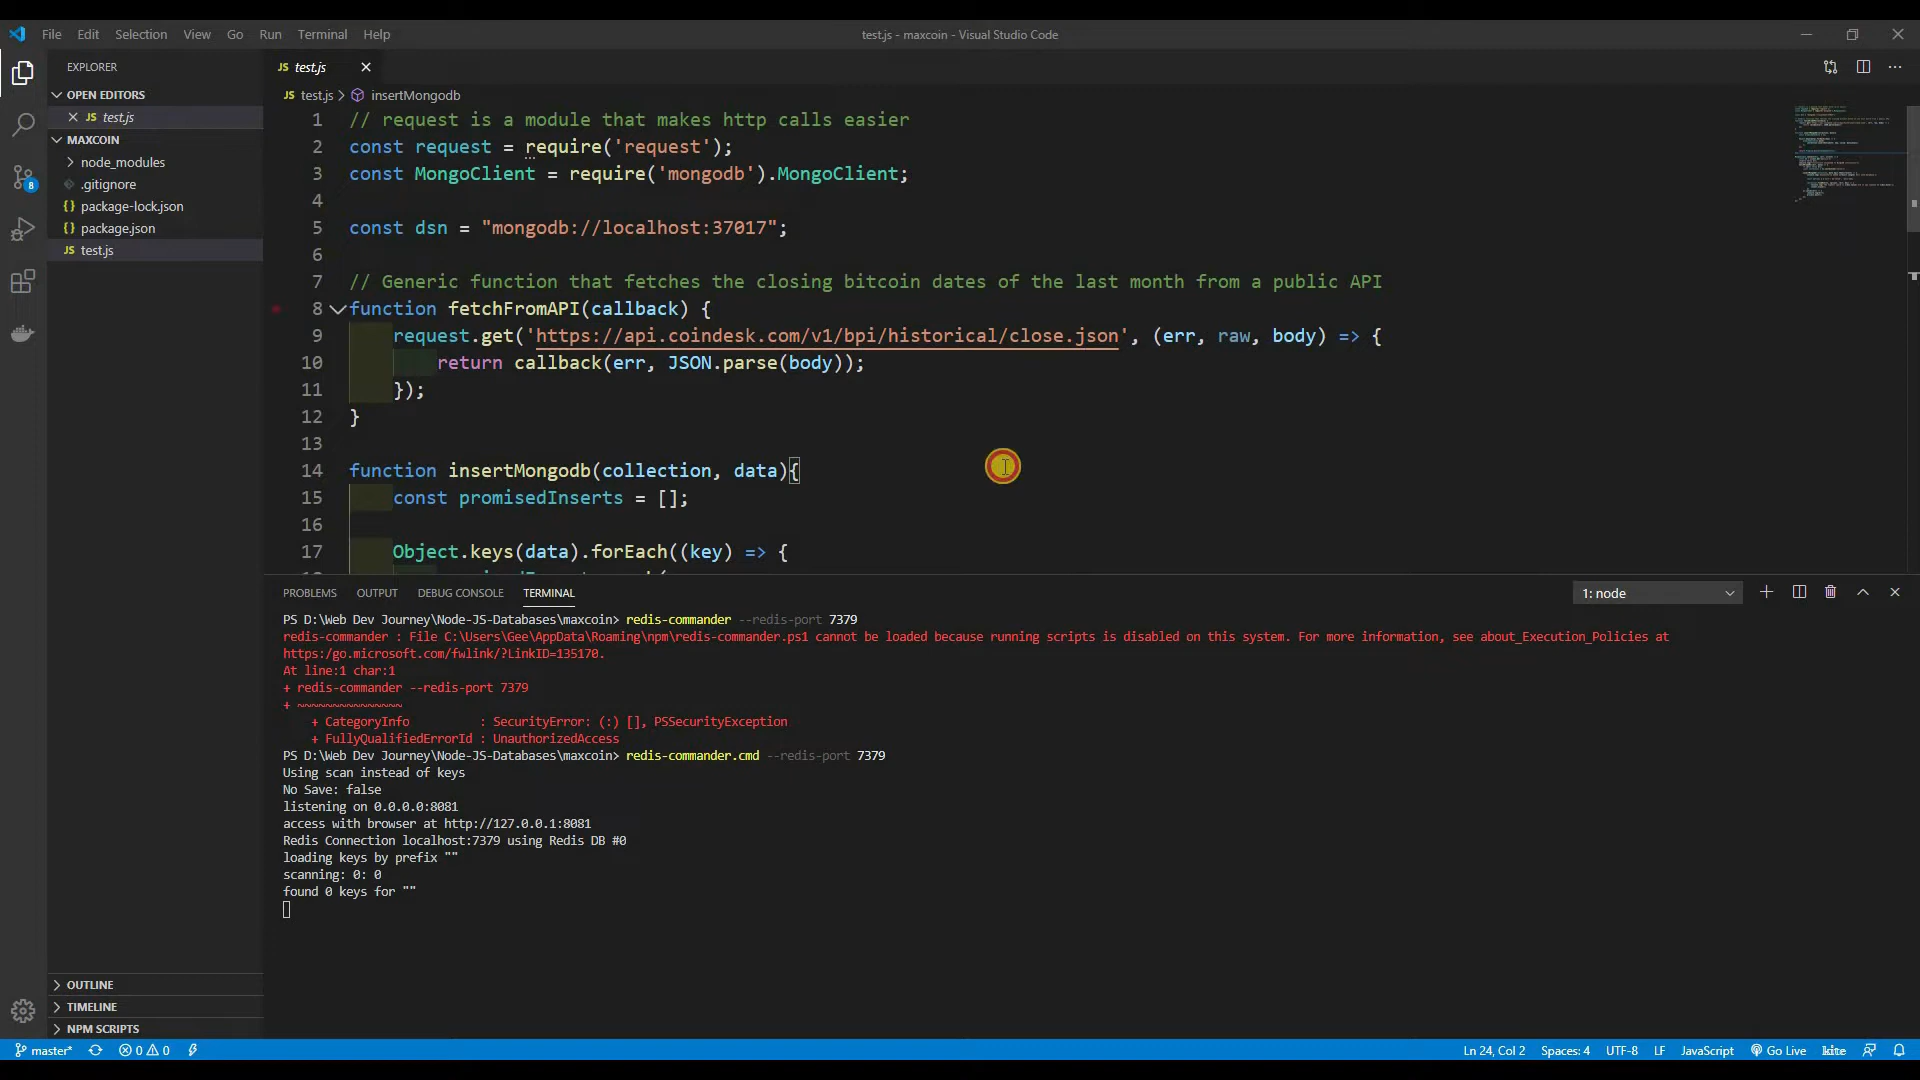 File Edit Selection View Go Run Terminal Help
test.js - maxcoin - Visual Studio Code
EXPLORER
OPEN EDITORS
JS test.js
MAXCOIN
node_modules
.gitignore
{} package-lock.json
{} package.json
JS test.js
OUTLINE
TIMELINE
NPM SCRIPTS
JS test.js
JS test.js > insertMongodb
1 // request is a module that makes http calls easier
2 const request = require('request');
3 const MongoClient = require('mongodb').MongoClient;
4
5 const dsn = "mongodb://localhost:37017";
6
7 // Generic function that fetches the closing bitcoin dates of the last month from a public API
8 function fetchFromAPI(callback) {
9 request.get('https://api.coindesk.com/v1/bpi/historical/close.json', (err, raw, body) => {
10 return callback(err, JSON.parse(body));
11 });
12 }
13
14 function insertMongodb(collection, data){
15 const promisedInserts = [];
16
17 Object.keys(data).forEach((key) => {
PROBLEMS OUTPUT DEBUG CONSOLE TERMINAL
1: node
PS D:\Web Dev Journey\Node-JS-Databases\maxcoin> redis-commander --redis-port 7379
redis-commander : File C:\Users\Gee\AppData\Roaming\npm\redis-commander.ps1 cannot be loaded because running scripts is disabled on this system. For more information, see about_Execution_Policies at
https:/go.microsoft.com/fwlink/?LinkID=135170.
At line:1 char:1
+ redis-commander --redis-port 7379
+ ~~~~~~~~~~~~~~~
+ CategoryInfo : SecurityError: (:) [], PSSecurityException
+ FullyQualifiedErrorId : UnauthorizedAccess
PS D:\Web Dev Journey\Node-JS-Databases\maxcoin> redis-commander.cmd --redis-port 7379
Using scan instead of keys
No Save: false
listening on 0.0.0.0:8081
access with browser at http://127.0.0.1:8081
Redis Connection localhost:7379 using Redis DB #0
loading keys by prefix ""
scanning: 0: 0
found 0 keys for ""
8
master* 0 0
Ln 24, Col 2 Spaces: 4 UTF-8 LF JavaScript Go Live kite